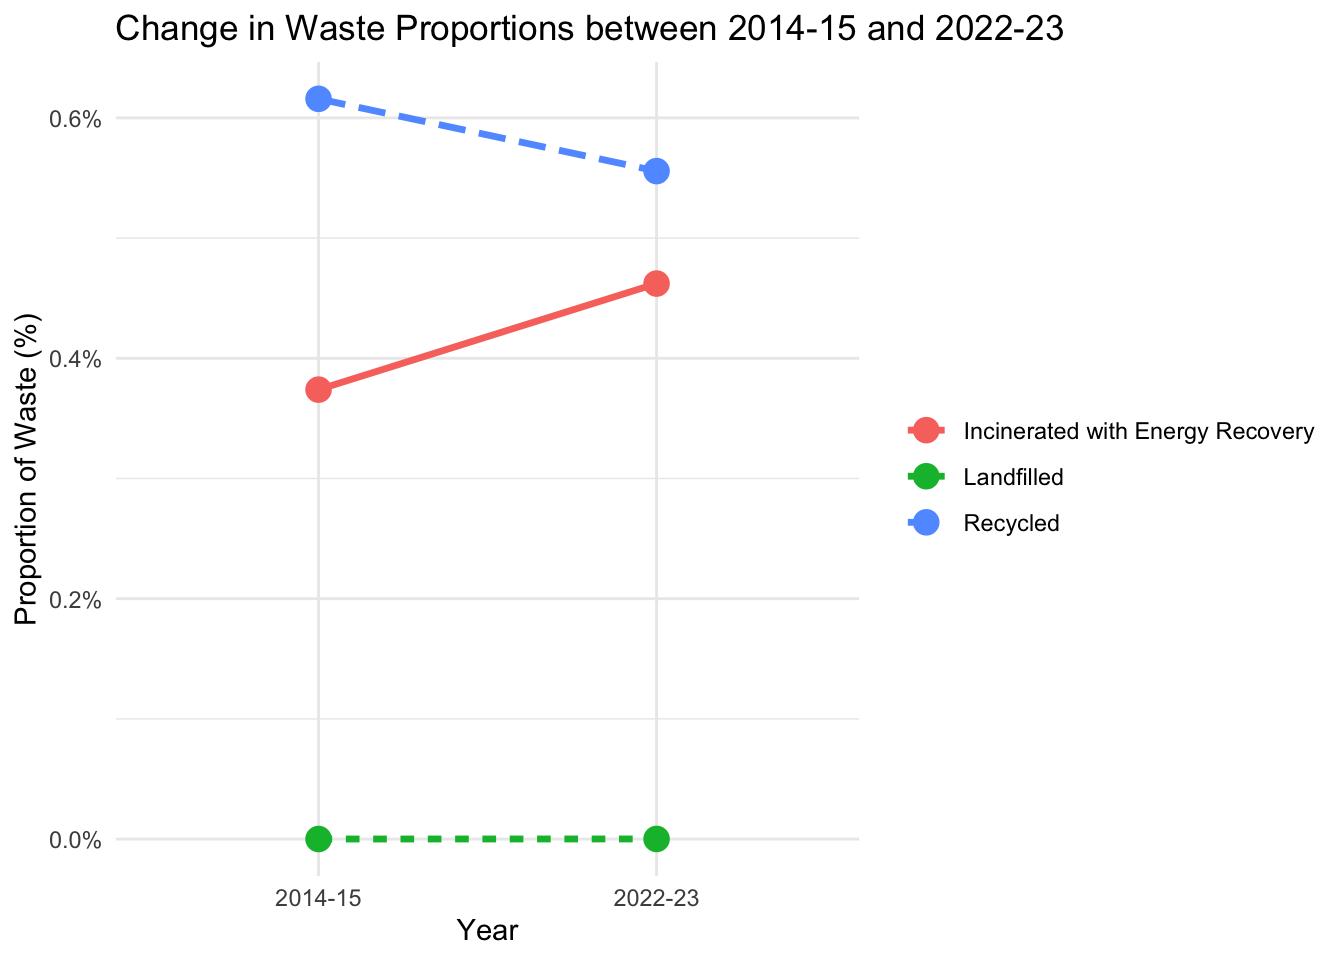 Change in Waste Proportions between 2014-15 and 2022-23
Proportion of Waste (%)
0.6%
0.4%
0.2%
0.0%
2014-15
2022-23
Year
Incinerated with Energy Recovery
Landfilled
Recycled